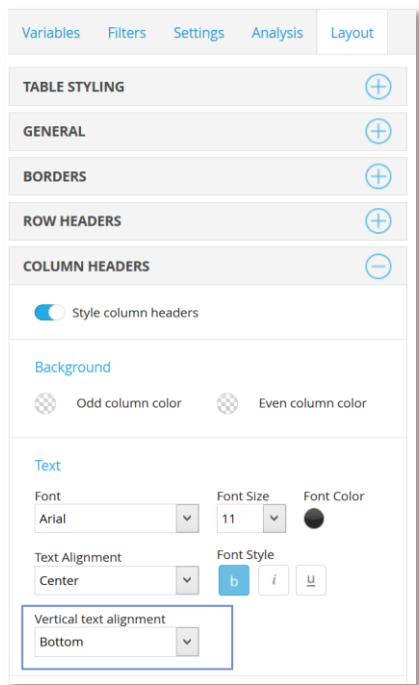 Variables Filters Settings Analysis Layout
TABLE STYLING
GENERAL
BORDERS
ROW HEADERS
COLUMN HEADERS
Style column headers
Background
Odd column color Even column color
Text
Font Font Size Font Color
Arial 11
Text Alignment Font Style
Center b i u
Vertical text alignment
Bottom